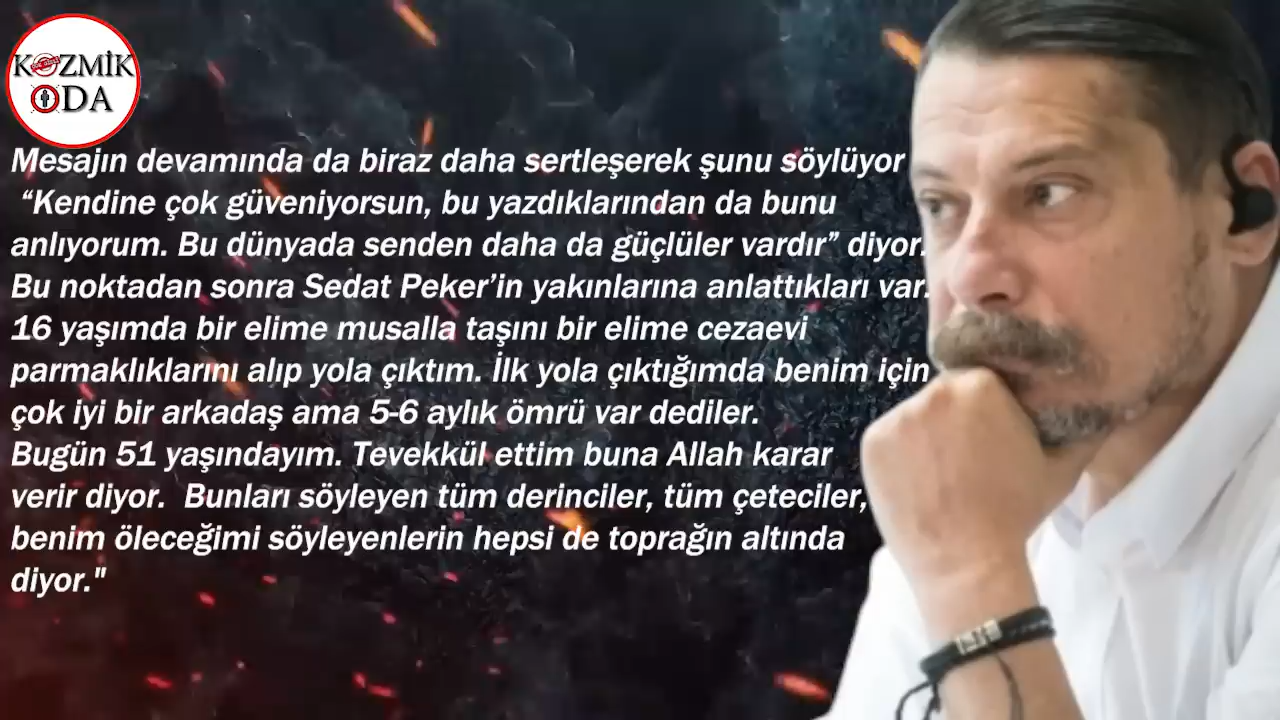 KOZMİK
ODA
Mesajın devamında da biraz daha sertleşerek şunu söylüyor
“Kendine çok güveniyorsun, bu yazdıklarından da bunu
anlıyorum. Bu dünyada senden daha da güçlüler vardır” diyor.
Bu noktadan sonra Sedat Peker’in yakınlarına anlattıkları var.
16 yaşımda bir elime musalla taşını bir elime cezaevi
parmaklıklarını alıp yola çıktım. İlk yola çıktığımda benim için
çok iyi bir arkadaş ama 5-6 aylık ömrü var dediler.
Bugün 51 yaşındayım. Tevekkül ettim buna Allah karar
verir diyor.  Bunları söyleyen tüm derinciler, tüm çeteciler,
benim öleceğimi söyleyenlerin hepsi de toprağın altında
diyor."